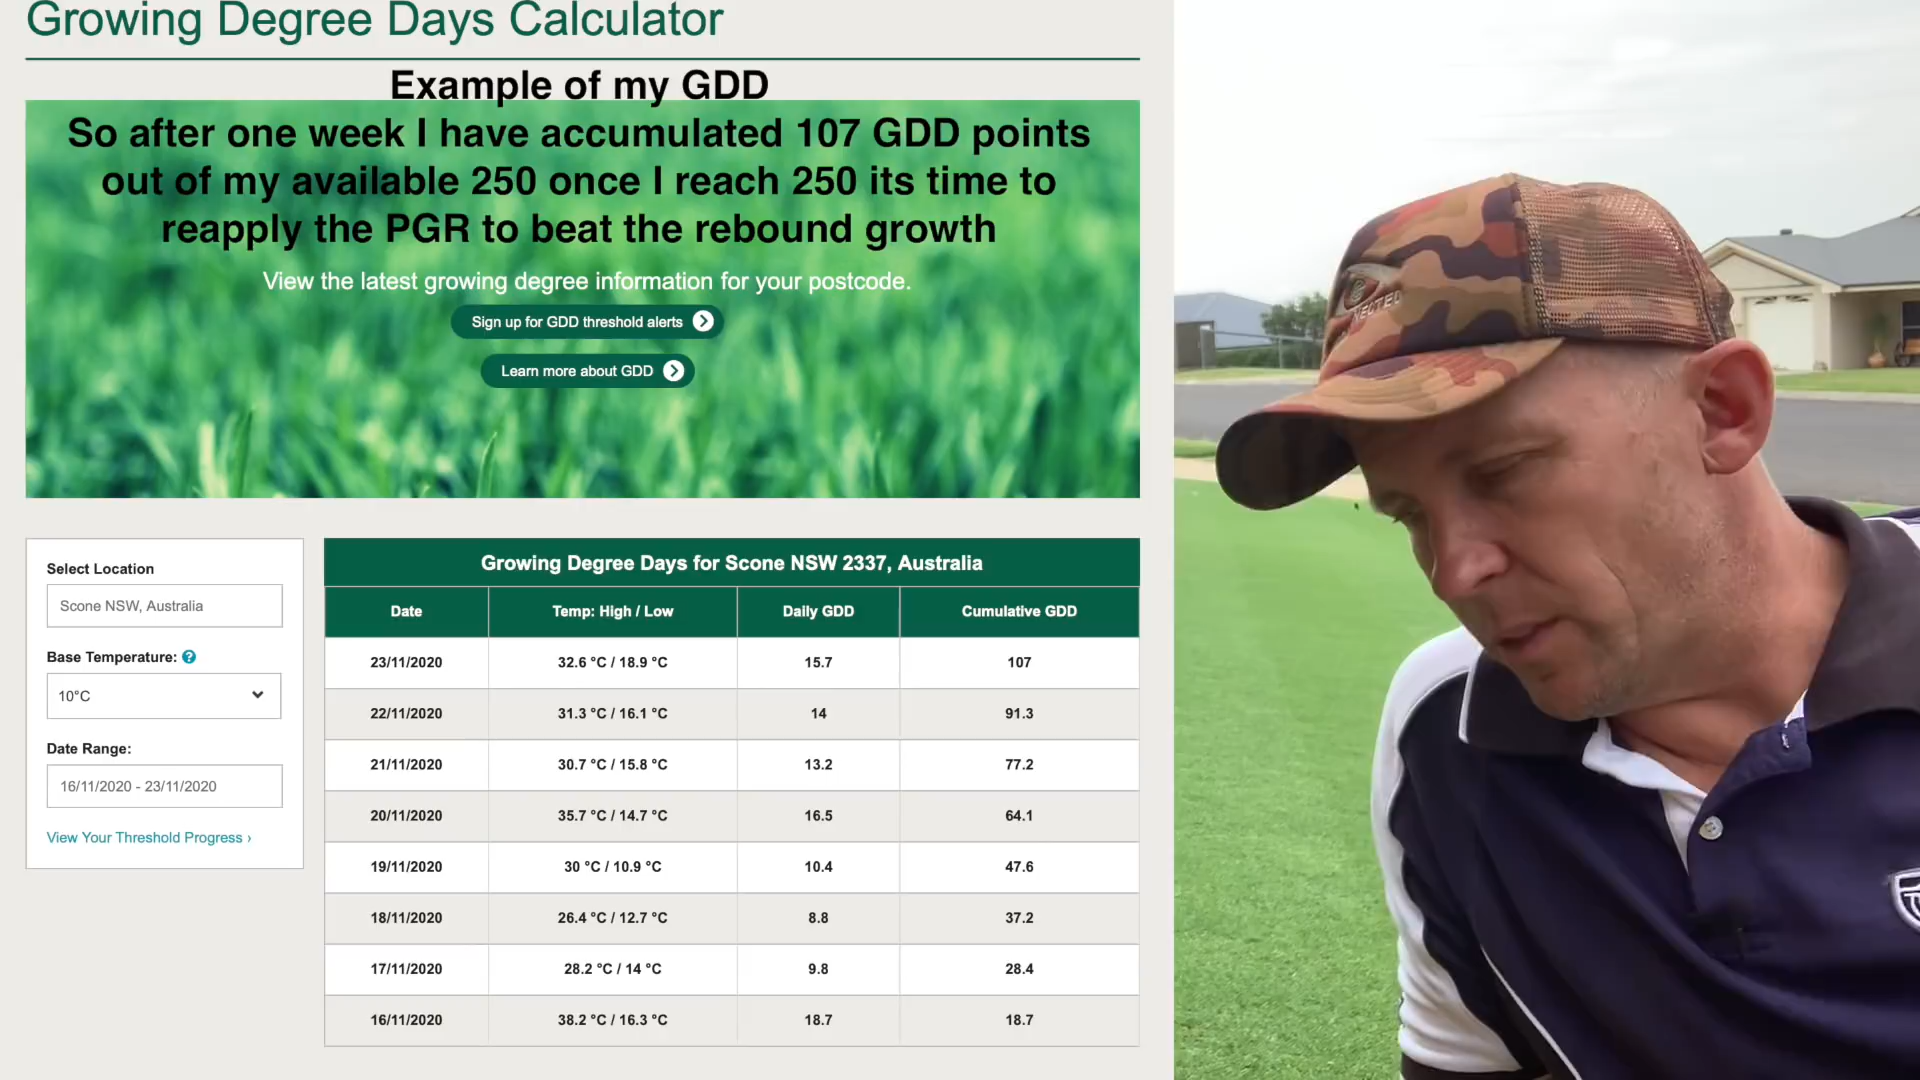 Growing Degree Days Calculator
Example of my GDD
So after one week I have accumulated 107 GDD points
out of my available 250 once I reach 250 its time to
reapply the PGR to beat the rebound growth
View the latest growing degree information for your postcode.
Sign up for GDD threshold alerts
Learn more about GDD
Select Location
Scone NSW, Australia
Base Temperature: ?
10°C
Date Range:
16/11/2020 - 23/11/2020
View Your Threshold Progress ›
Growing Degree Days for Scone NSW 2337, Australia
Date Temp: High / Low Daily GDD Cumulative GDD
23/11/2020 32.6 °C / 18.9 °C 15.7 107
22/11/2020 31.3 °C / 16.1 °C 14 91.3
21/11/2020 30.7 °C / 15.8 °C 13.2 77.2
20/11/2020 35.7 °C / 14.7 °C 16.5 64.1
19/11/2020 30 °C / 10.9 °C 10.4 47.6
18/11/2020 26.4 °C / 12.7 °C 8.8 37.2
17/11/2020 28.2 °C / 14 °C 9.8 28.4
16/11/2020 38.2 °C / 16.3 °C 18.7 18.7